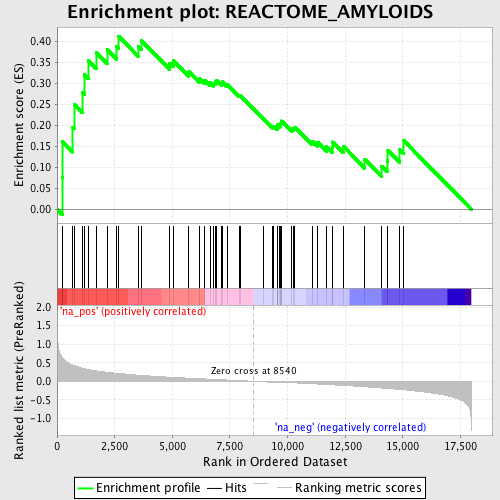 Enrichment plot: REACTOME_AMYLOIDS
Enrichment score (ES)
0.40
0.35
0.30
0.25
0.20
0.15
0.10
0.05
0.00
'na_pos' (positively correlated)
Ranked list metric (PreRanked)
2.0
1.5
1.0
0.5
0.0
-0.5
-1.0
Zero cross at 8540
'na_neg' (negatively correlated)
0
2,500
5,000
7,500
10,000
12,500
15,000
17,500
Rank in Ordered Dataset
Enrichment profile
Hits
Ranking metric scores